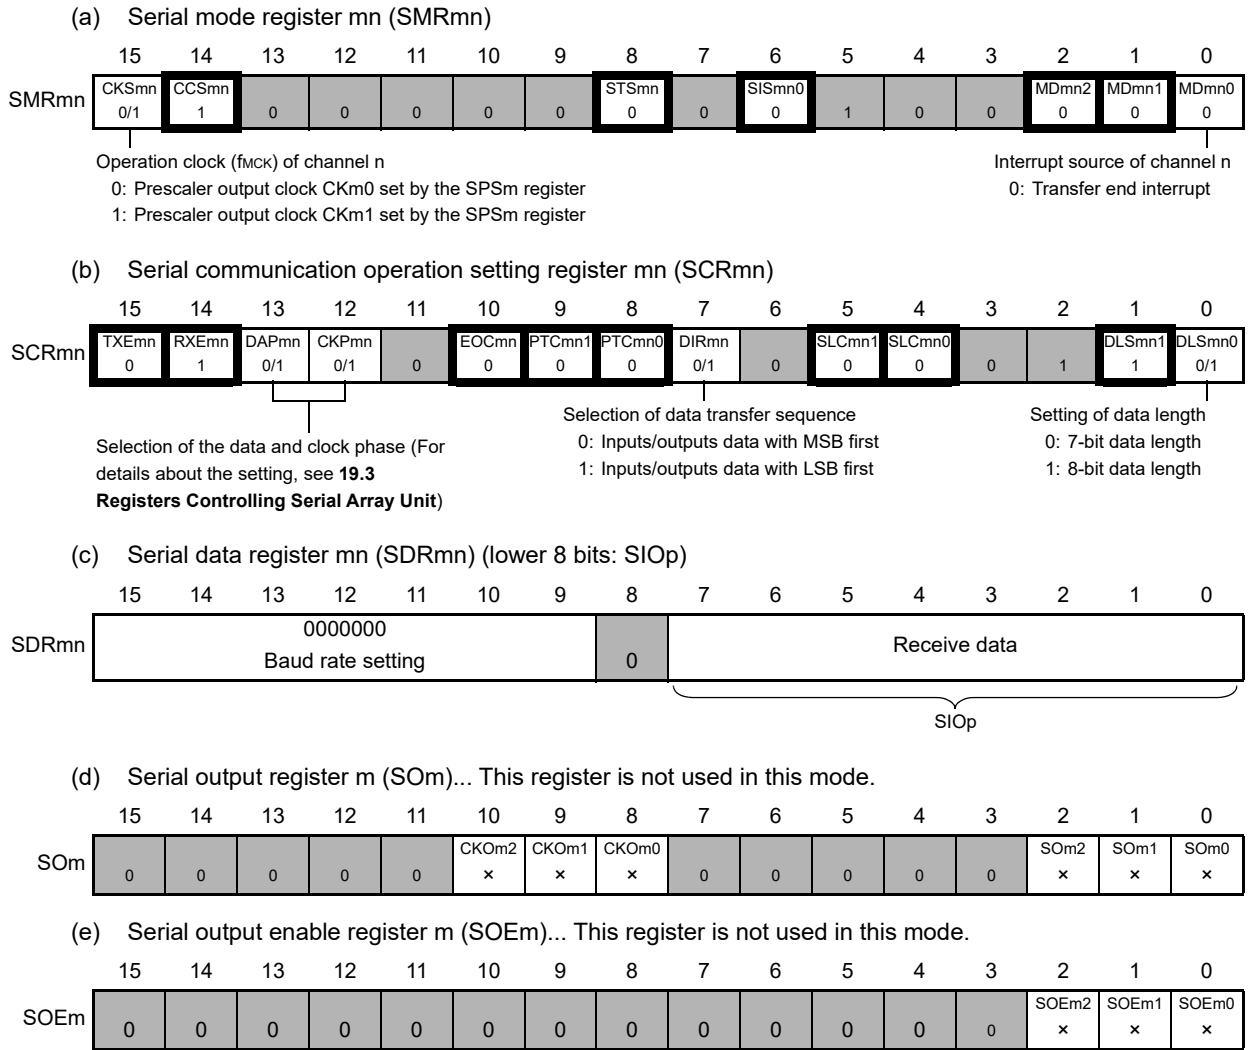 (a) Serial mode register mn (SMRmn)
15 14 13 12 11 10 9 8 7 6 5 4 3 2 1 0
SMRmn
CKSmn CCSmn STSmn SISmn0 MDmn2 MDmn1 MDmn0
0/1 1 0 0 0 0 0 0 0 0 1 0 0 0 0 0
Operation clock (fMCK) of channel n
0: Prescaler output clock CKm0 set by the SPSm register
1: Prescaler output clock CKm1 set by the SPSm register
Interrupt source of channel n
0: Transfer end interrupt
(b) Serial communication operation setting register mn (SCRmn)
15 14 13 12 11 10 9 8 7 6 5 4 3 2 1 0
SCRmn
TXEmn RXEmn DAPmn CKPmn EOCmn PTCmn1 PTCmn0 DIRmn SLCmn1 SLCmn0 DLSmn1 DLSmn0
0 1 0/1 0/1 0 0 0 0 0/1 0 0 0 0 1 1 0/1
Selection of the data and clock phase (For
details about the setting, see 19.3
Registers Controlling Serial Array Unit)
Selection of data transfer sequence
0: Inputs/outputs data with MSB first
1: Inputs/outputs data with LSB first
Setting of data length
0: 7-bit data length
1: 8-bit data length
(c) Serial data register mn (SDRmn) (lower 8 bits: SIOp)
15 14 13 12 11 10 9 8 7 6 5 4 3 2 1 0
SDRmn
0000000
Baud rate setting
0
Receive data
SIOp
(d) Serial output register m (SOm)... This register is not used in this mode.
15 14 13 12 11 10 9 8 7 6 5 4 3 2 1 0
SOm
CKOm2 CKOm1 CKOm0 SOm2 SOm1 SOm0
0 0 0 0 0 × × × 0 0 0 0 0 × × ×
(e) Serial output enable register m (SOEm)... This register is not used in this mode.
15 14 13 12 11 10 9 8 7 6 5 4 3 2 1 0
SOEm
SOEm2 SOEm1 SOEm0
0 0 0 0 0 0 0 0 0 0 0 0 0 × × ×